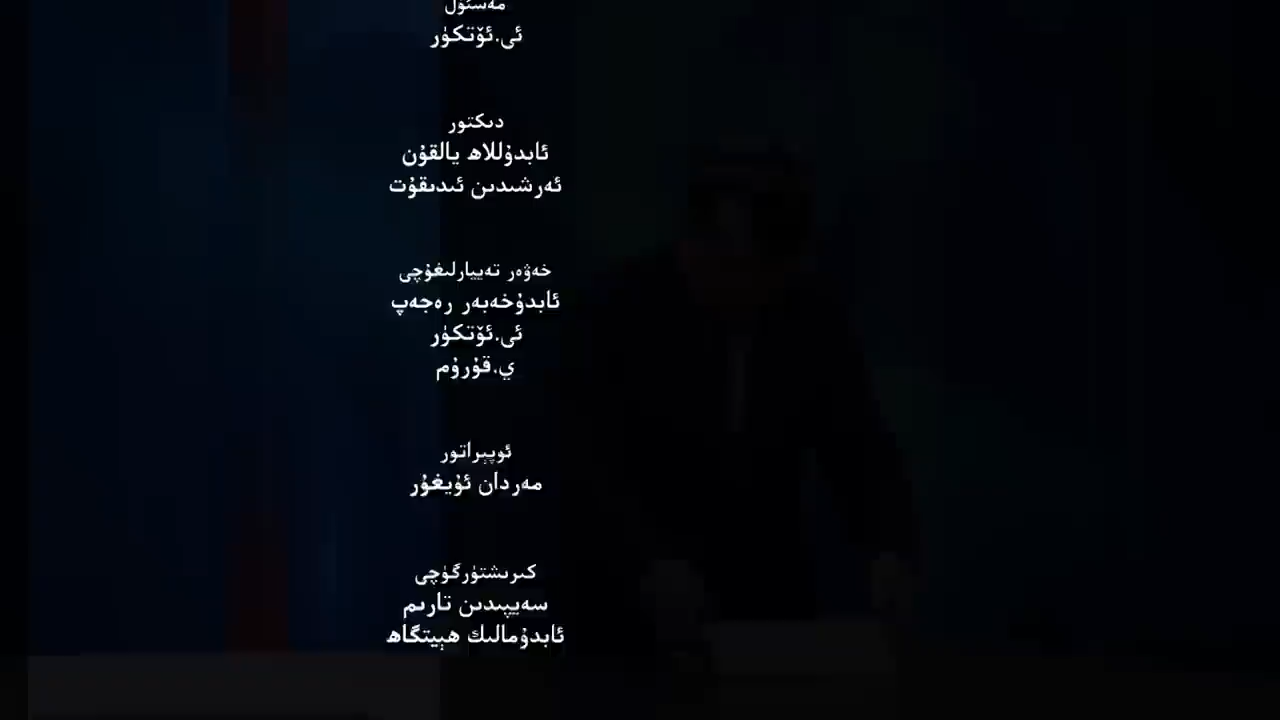 مەسئۇل
ئى.ئۆتكۈر
دىكتور
ئابدۇللاھ يالقۇن
ئەرشىدىن ئىدىقۇت
خەۋەر تەييارلىغۇچى
ئابدۇخەبەر رەجەپ
ئى.ئۆتكۈر
ي.قۇرۇم
ئوپېراتور
مەردان ئۇيغۇر
كىرىشتۈرگۈچى
سەيپىدىن تارىم
ئابدۇمالىك ھېيتگاھ